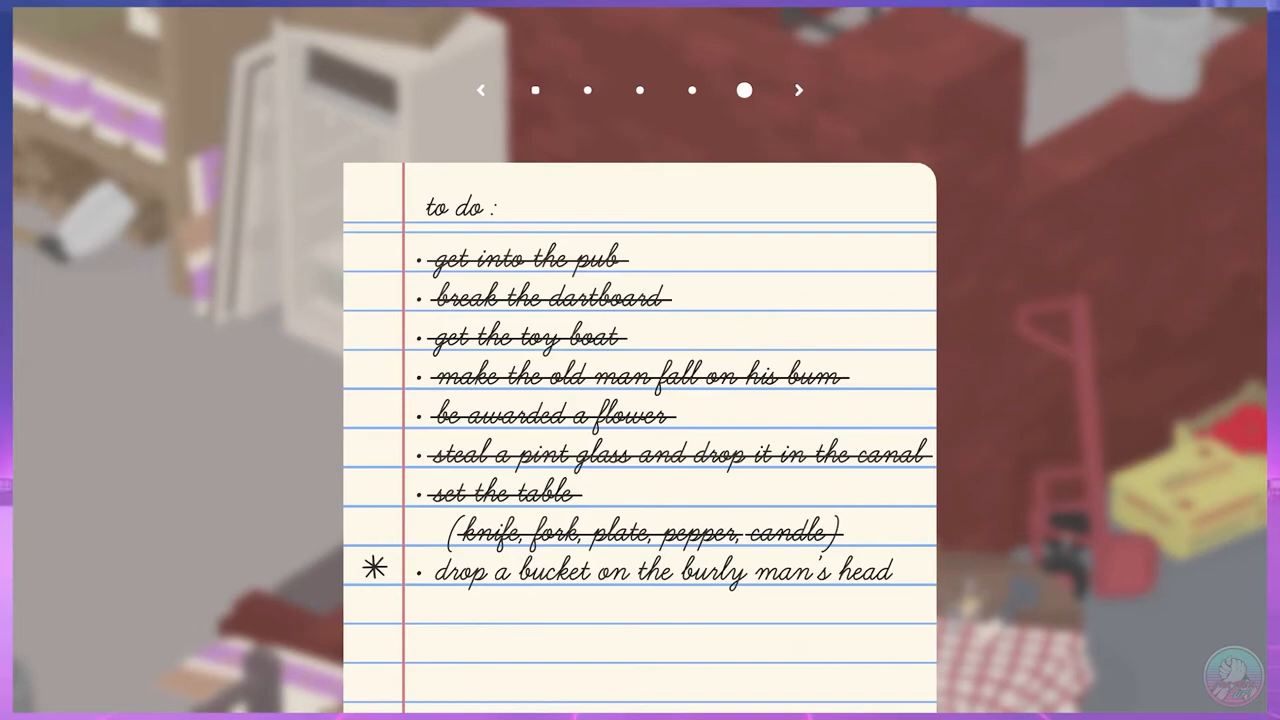 to do :
• get into the pub
• break the dartboard
• get the toy boat
• make the old man fall on his bum
• be awarded a flower
• steal a pint glass and drop it in the canal
• set the table
(knife, fork, plate, pepper, candle)
• drop a bucket on the burly man's head